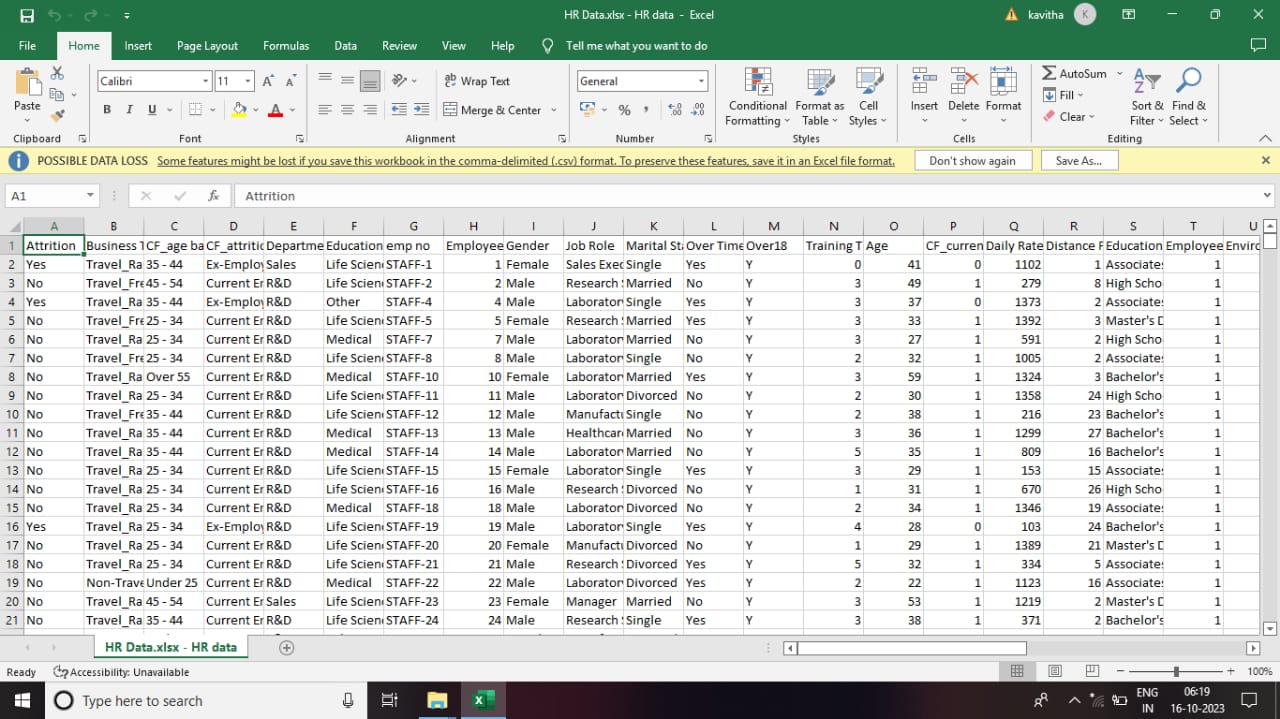 HR Data.xlsx - HR data - Excel
kavitha K
File Home Insert Page Layout Formulas Data Review View Help Tell me what you want to do
Paste
Clipboard
Calibri 11 A A
B I U A
Font
ab Wrap Text
Merge & Center
Alignment
General
%
Number
Conditional Formatting
Format as Table
Cell Styles
Styles
Insert Delete Format
Cells
AutoSum
Fill
Clear
Sort & Filter
Find & Select
Editing
POSSIBLE DATA LOSS Some features might be lost if you save this workbook in the comma-delimited (.csv) format. To preserve these features, save it in an Excel file format. Don't show again Save As...
A1 fx Attrition
A B C D E F G H I J K L M N O P Q R S T U
1 Attrition Business T CF_age ba CF_attritic Departme Education emp no Employee Gender Job Role Marital Sta Over Time Over18 Training T Age CF_curren Daily Rate Distance F Education Employee Enviro
2 Yes Travel_Ra 35 - 44 Ex-Employ Sales Life Scien STAFF-1 1 Female Sales Exec Single Yes Y 0 41 0 1102 1 Associate 1
3 No Travel_Fre 45 - 54 Current Em R&D Life Scien STAFF-2 2 Male Research S Married No Y 3 49 1 279 8 High Scho 1
4 Yes Travel_Ra 35 - 44 Ex-Employ R&D Other STAFF-4 4 Male Laborator Single Yes Y 3 37 0 1373 2 Associate 1
5 No Travel_Fre 25 - 34 Current Em R&D Life Scien STAFF-5 5 Female Research S Married Yes Y 3 33 1 1392 3 Master's D 1
6 No Travel_Ra 25 - 34 Current Em R&D Medical STAFF-7 7 Male Laborator Married No Y 3 27 1 591 2 High Scho 1
7 No Travel_Fre 25 - 34 Current Em R&D Life Scien STAFF-8 8 Male Laborator Single No Y 2 32 1 1005 2 Associate 1
8 No Travel_Ra Over 55 Current Em R&D Medical STAFF-10 10 Female Laborator Married Yes Y 3 59 1 1324 3 Bachelor's 1
9 No Travel_Ra 25 - 34 Current Em R&D Life Scien STAFF-11 11 Male Laborator Divorced No Y 2 30 1 1358 24 High Scho 1
10 No Travel_Fre 35 - 44 Current Em R&D Life Scien STAFF-12 12 Male Manufactu Single No Y 2 38 1 216 23 Bachelor's 1
11 No Travel_Ra 35 - 44 Current Em R&D Medical STAFF-13 13 Male Healthcare Married No Y 3 36 1 1299 27 Bachelor's 1
12 No Travel_Ra 35 - 44 Current Em R&D Medical STAFF-14 14 Male Laborator Married No Y 5 35 1 809 16 Bachelor's 1
13 No Travel_Ra 25 - 34 Current Em R&D Life Scien STAFF-15 15 Female Laborator Single Yes Y 3 29 1 153 15 Associate 1
14 No Travel_Ra 25 - 34 Current Em R&D Life Scien STAFF-16 16 Male Research S Divorced No Y 1 31 1 670 26 High Scho 1
15 No Travel_Ra 25 - 34 Current Em R&D Medical STAFF-18 18 Male Laborator Divorced No Y 2 34 1 1346 19 Associate 1
16 Yes Travel_Ra 25 - 34 Ex-Employ R&D Life Scien STAFF-19 19 Male Laborator Single Yes Y 4 28 0 103 24 Bachelor's 1
17 No Travel_Ra 25 - 34 Current Em R&D Life Scien STAFF-20 20 Female Manufactu Divorced No Y 1 29 1 1389 21 Master's D 1
18 No Travel_Ra 25 - 34 Current Em R&D Life Scien STAFF-21 21 Male Research S Divorced Yes Y 5 32 1 334 5 Associate 1
19 No Non-Trave Under 25 Current Em R&D Medical STAFF-22 22 Male Laborator Divorced Yes Y 2 22 1 1123 16 Associate 1
20 No Travel_Ra 45 - 54 Current Em Sales Life Scien STAFF-23 23 Female Manager Married No Y 3 53 1 1219 2 Master's D 1
21 No Travel_Ra 35 - 44 Current Em R&D Life Scien STAFF-24 24 Male Research S Single Yes Y 3 38 1 371 2 Bachelor's 1
HR Data.xlsx - HR data
Ready Accessibility: Unavailable 100%
Type here to search
ENG IN
06:19
16-10-2023